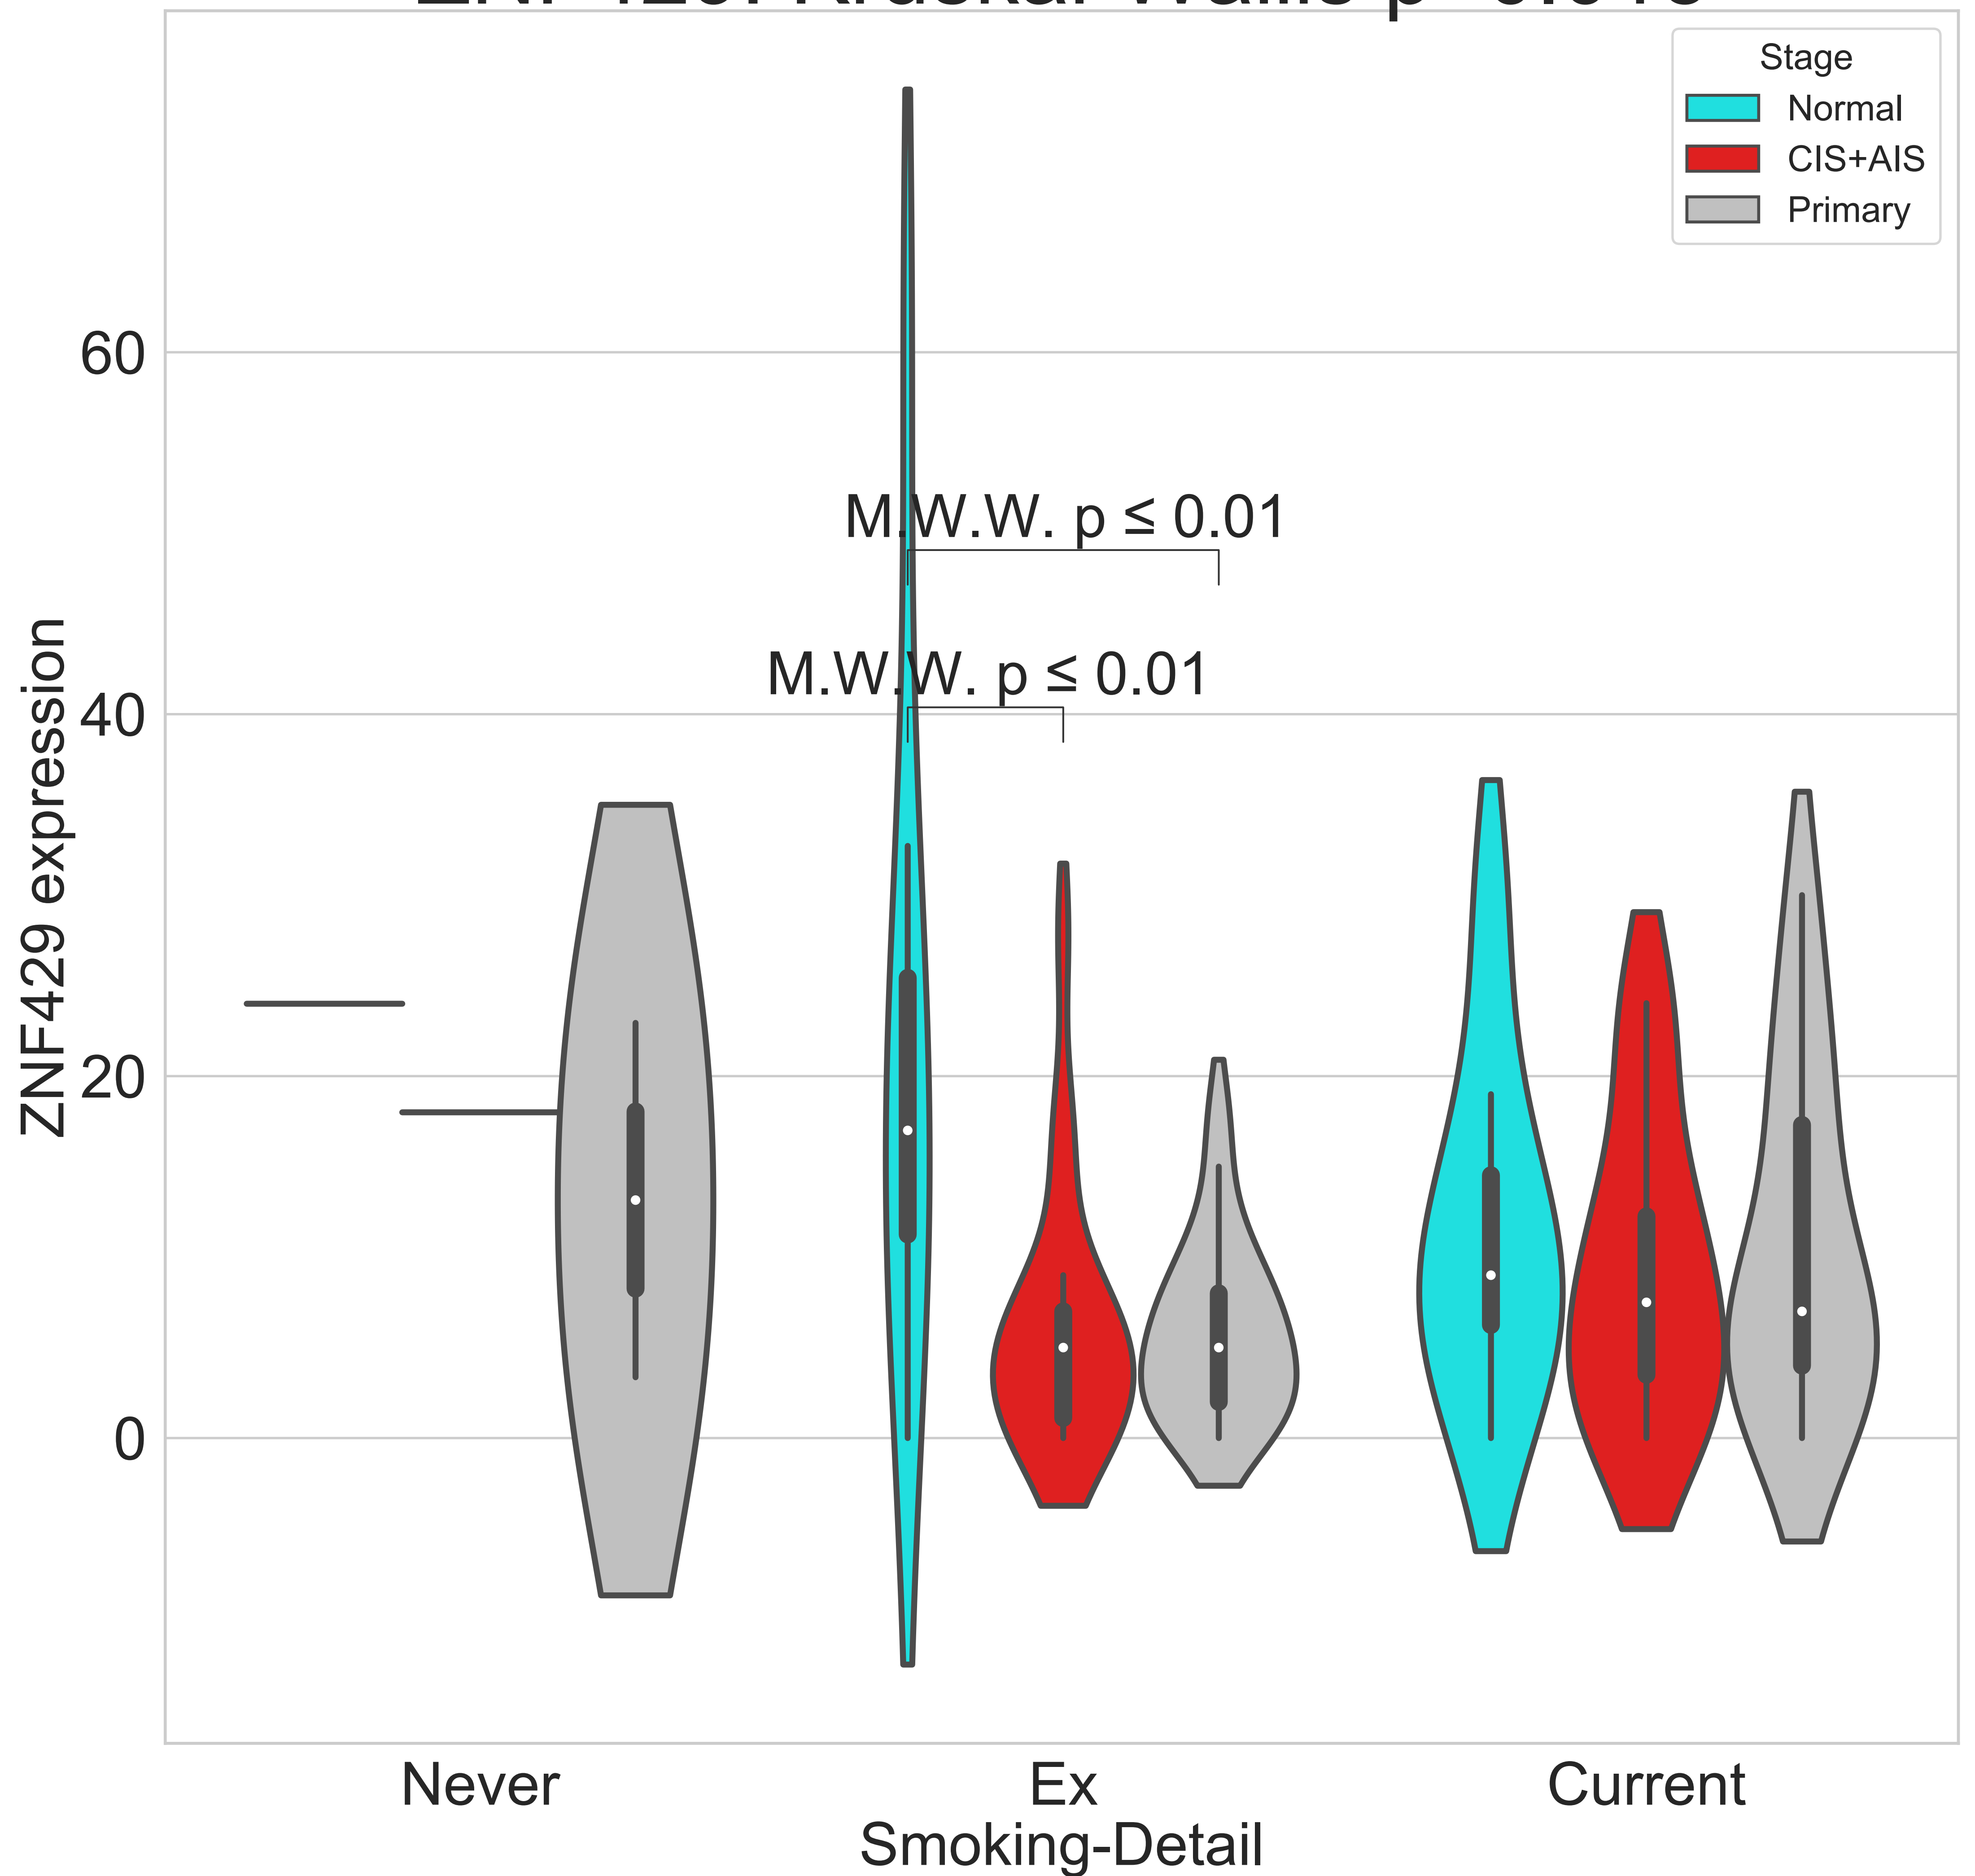 Stage
Normal
CIS+AIS
Primary
60
M.W.W. p ≤ 0.01
M.W.W. p ≤ 0.01
40
20
0
ZNF429 expression
Never
Ex
Current
Smoking-Detail